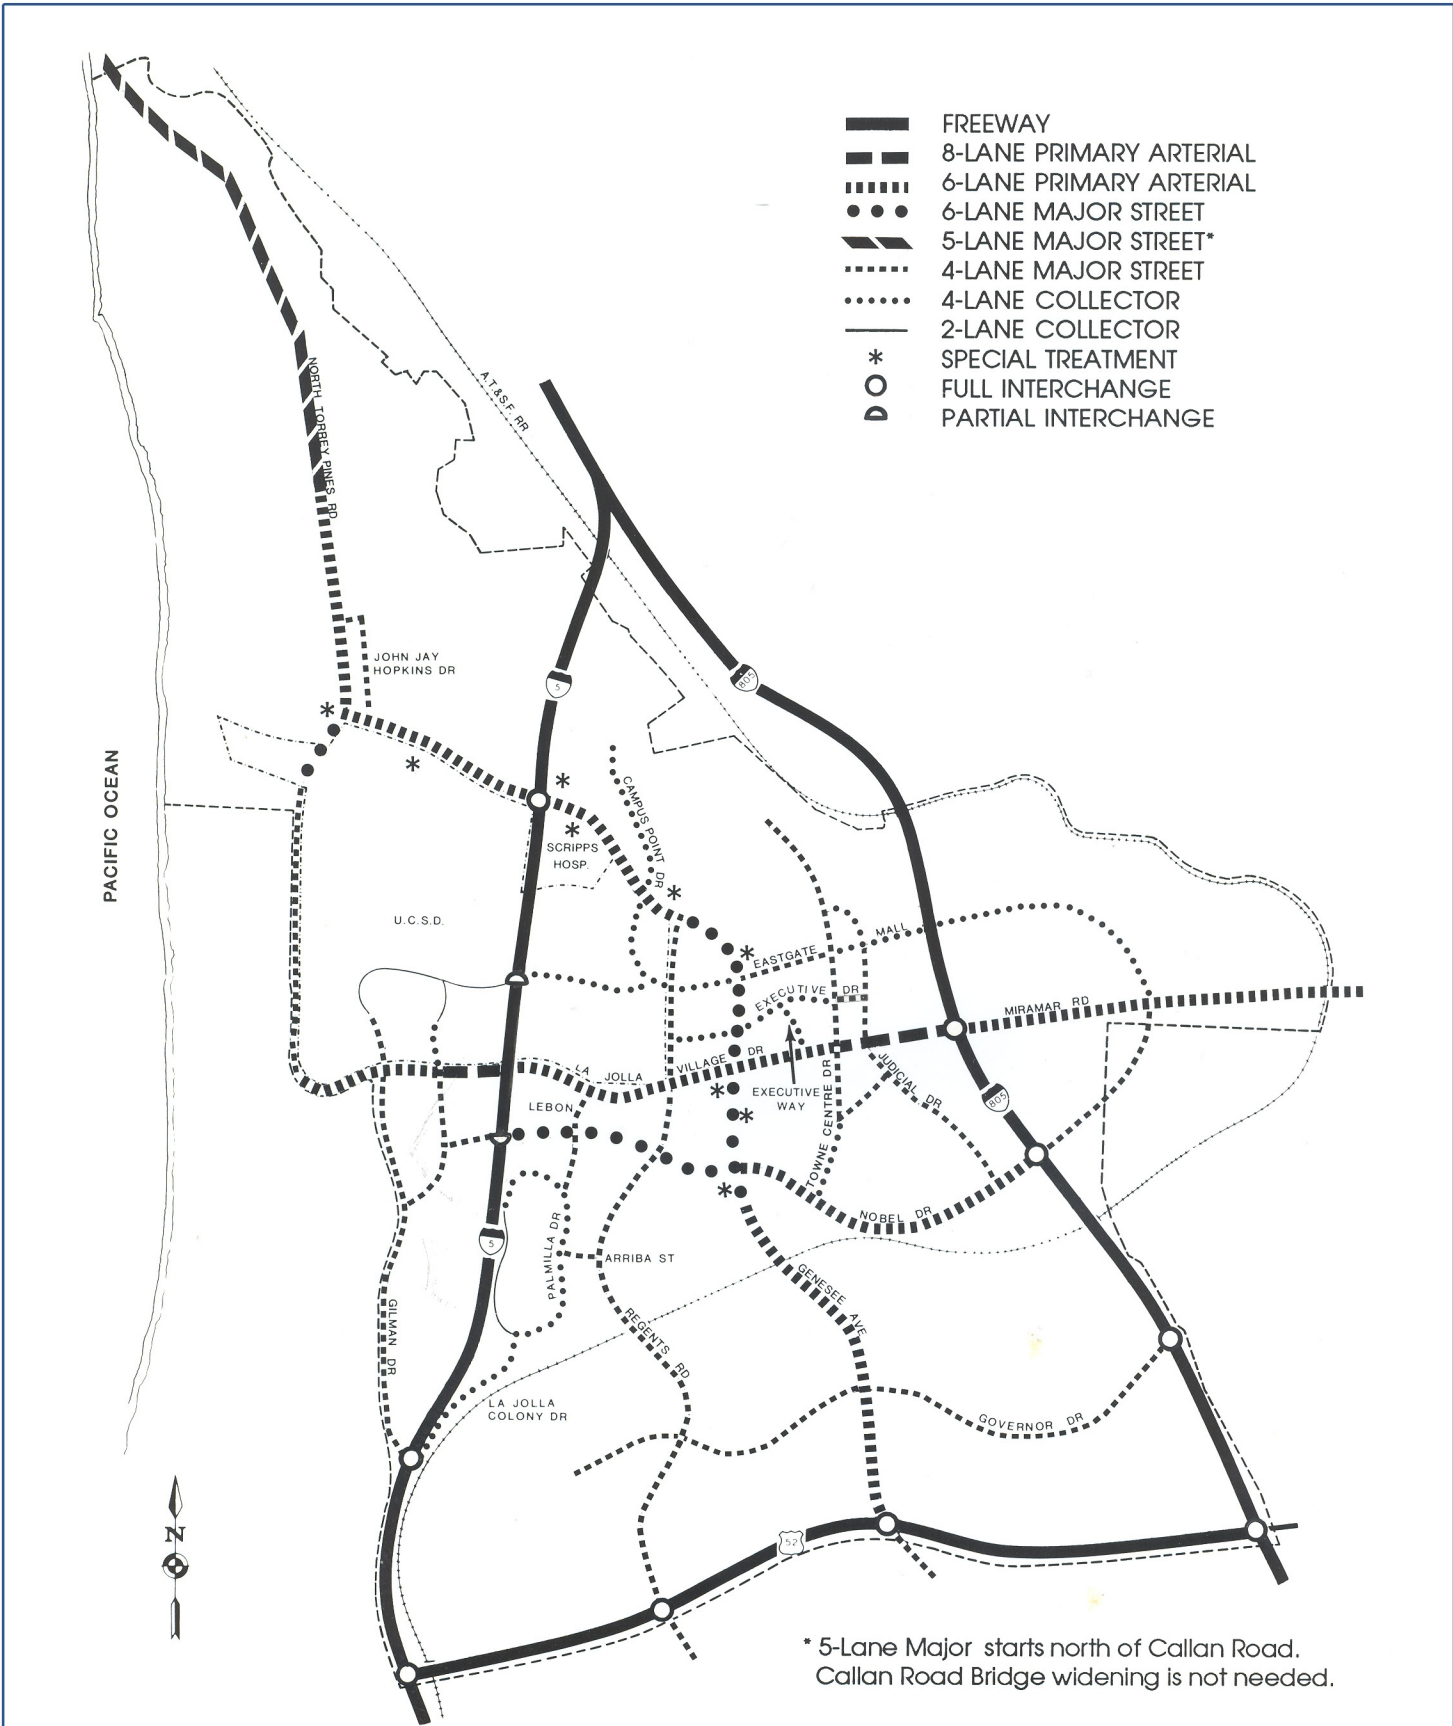 FREEWAY
8-LANE PRIMARY ARTERIAL
6-LANE PRIMARY ARTERIAL
6-LANE MAJOR STREET
5-LANE MAJOR STREET*
4-LANE MAJOR STREET
4-LANE COLLECTOR
2-LANE COLLECTOR
* SPECIAL TREATMENT
FULL INTERCHANGE
PARTIAL INTERCHANGE
NORTH TORREY PINES RD
A.T.&S.F. RR
JOHN JAY
HOPKINS DR
5
805
PACIFIC OCEAN
CAMPUS POINT DR
SCRIPPS
HOSP.
U.C.S.D.
EASTGATE MALL
EXECUTIVE DR
MIRAMAR RD
LA JOLLA VILLAGE DR
EXECUTIVE
WAY
JUDICIAL DR
805
LEBON
TOWNE CENTRE DR
NOBEL DR
5
PALMILLA DR
ARRIBA ST
GENESEE AVE
GILMAN DR
REGENTS RD
LA JOLLA
COLONY DR
GOVERNOR DR
N
52
* 5-Lane Major starts north of Callan Road.
Callan Road Bridge widening is not needed.